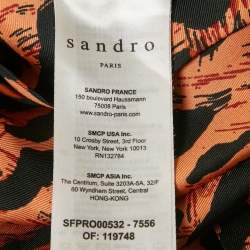 sandro
PARIS
SANDRO FRANCE
150 boulevard Haussmann
75008 Paris
www.sandro-paris.com
SMCP USA Inc.
10 Crosby Street, 3rd Floor
New York, New York 10013
RN132784
SMCP ASIA Inc.
The Centrium, Suite 3203A-5A, 32/F
60 Wyndham Street, Central
HONG-KONG
SFPRO00532 - 7556
OF: 119748